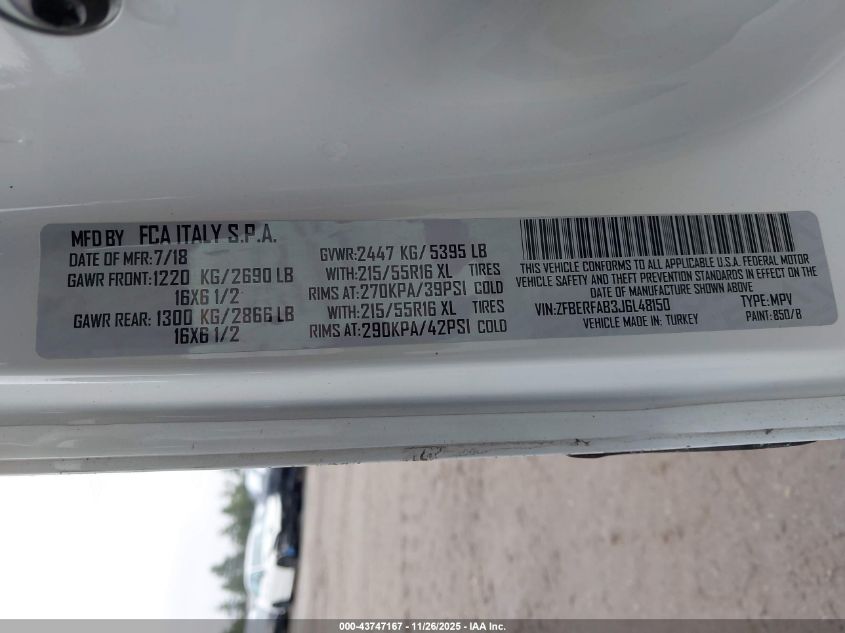 MFD BY FCA ITALY S.P.A.
DATE OF MFR:7/18
GAWR FRONT:1220 KG/2690 LB
16X6 1/2
GAWR REAR: 1300 KG/2866 LB
16X6 1/2
GVWR:2447 KG/5395 LB
WITH:215/55R16 XL TIRES
RIMS AT:270KPA/39PSI COLD
WITH:215/55R16 XL TIRES
RIMS AT:290KPA/42PSI COLD
THIS VEHICLE CONFORMS TO ALL APPLICABLE U.S.A. FEDERAL MOTOR
VEHICLE SAFETY AND THEFT PREVENTION STANDARDS IN EFFECT ON THE
DATE OF MANUFACTURE SHOWN ABOVE
VIN:ZFBERFAB3J6L48150 TYPE:MPV
VEHICLE MADE IN: TURKEY PAINT:850/B
000-43747167 - 11/26/2025 - IAA Inc.